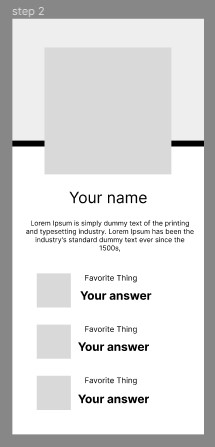 step 2
Your name
Lorem Ipsum is simply dummy text of the printing
and typesetting industry. Lorem Ipsum has been the
industry's standard dummy text ever since the
1500s,
Favorite Thing
Your answer
Favorite Thing
Your answer
Favorite Thing
Your answer